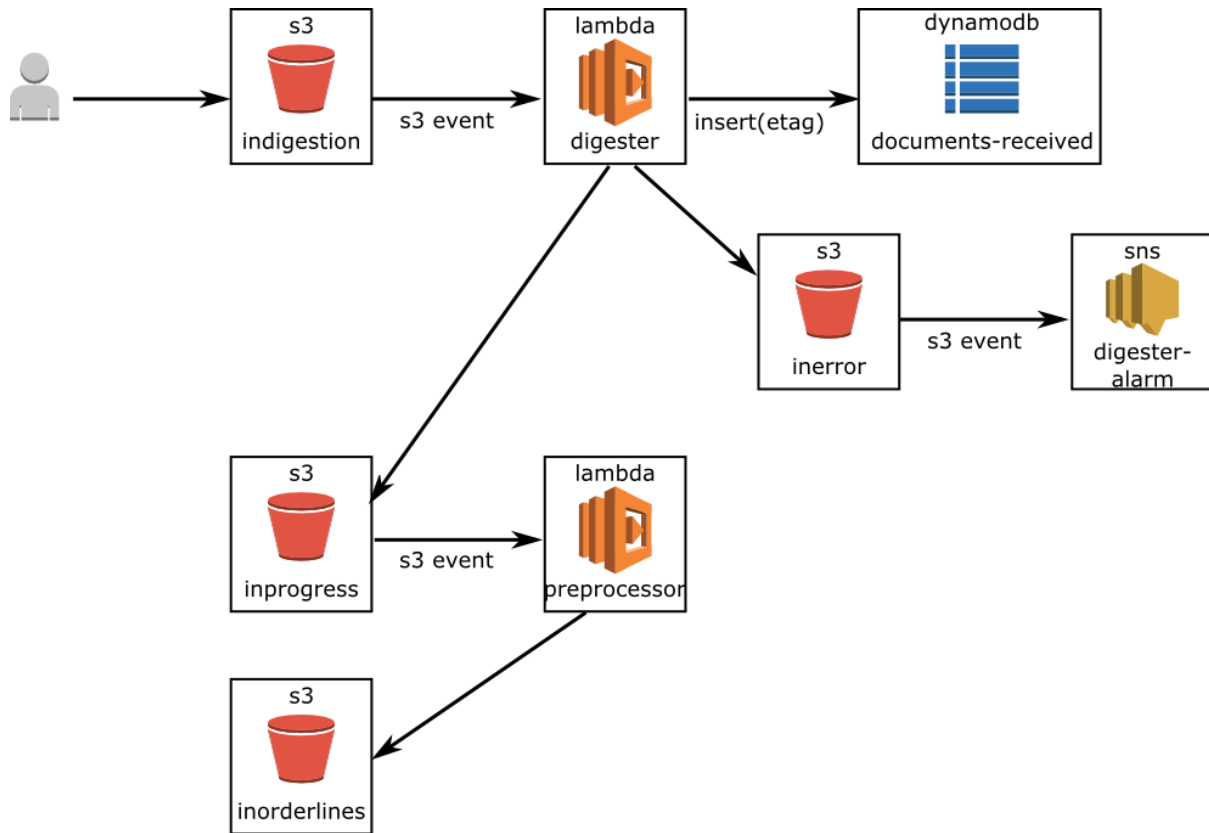 s3
indigestion
s3 event
lambda
digester
insert(etag)
dynamodb
documents-received
s3
inerror
s3 event
sns
digester-
alarm
s3
inprogress
s3 event
lambda
preprocessor
s3
inorderlines